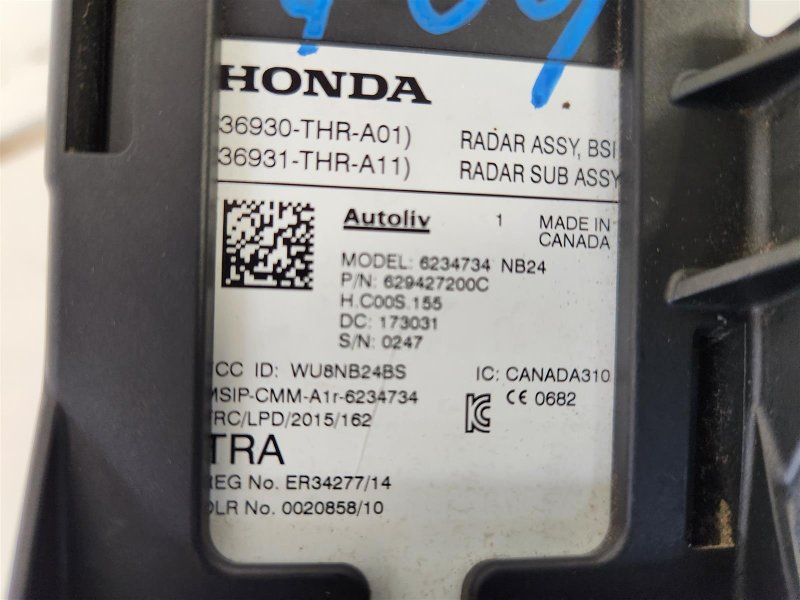 HONDA
36930-THR-A01) RADAR ASSY, BSI
36931-THR-A11) RADAR SUB ASSY
Autoliv 1 MADE IN
CANADA
MODEL: 6234734 NB24
P/N: 629427200C
H.C00S.155
DC: 173031
S/N: 0247
CC ID: WU8NB24BS IC: CANADA310
MSIP-CMM-A1r-6234734
TRC/LPD/2015/162 CE 0682
TRA
REG No. ER34277/14
DLR No. 0020858/10